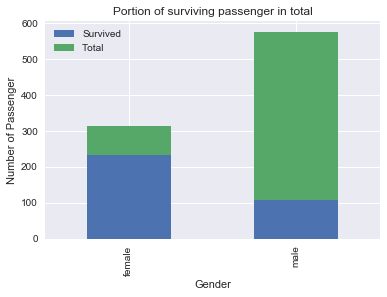 Portion of surviving passenger in total
Survived
Total
600
500
400
300
200
100
0
Number of Passenger
female
male
Gender